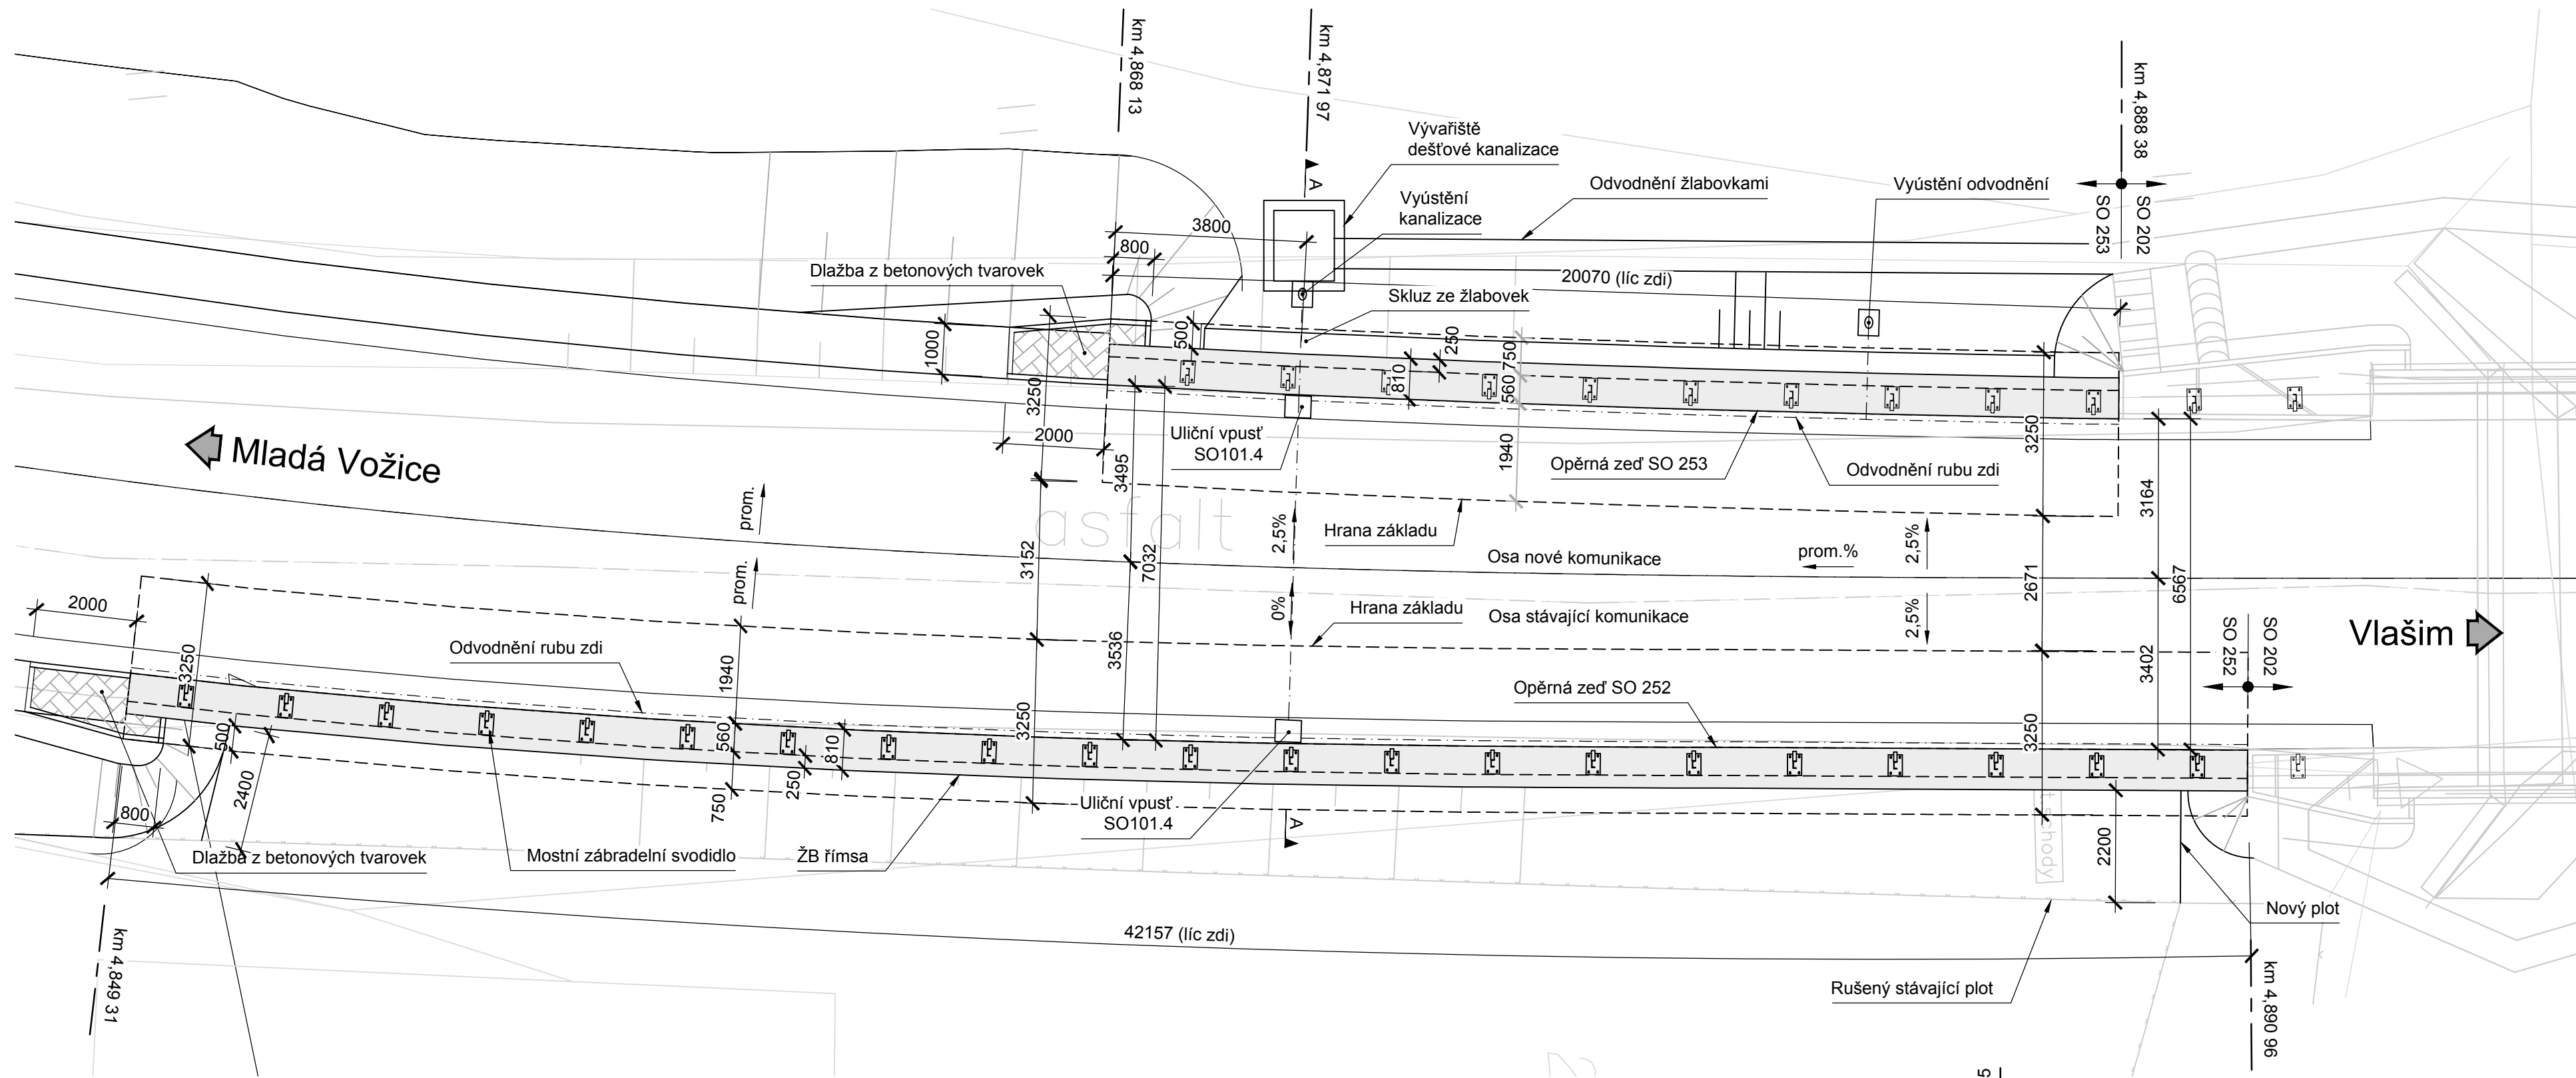 km 4,868 13
km 4,871 97
km 4,888 38
A
Vývařiště
dešťové kanalizace
Vyústění
kanalizace
Odvodnění žlabovkami
Vyústění odvodnění
SO 253
SO 202
3800
800
Dlažba z betonových tvarovek
20070 (líc zdi)
Skluz ze žlabovek
1000
500
250
750
810
560
3250
2000
3495
Uliční vpusť
SO101.4
1940
Opěrná zeď SO 253
Odvodnění rubu zdi
3250
3164
Mladá Vožice
prom.
asfalt
2,5%
Hrana základu
Osa nové komunikace
prom.%
2,5%
3152
7032
2671
6567
prom.
0%
Hrana základu
Osa stávající komunikace
2,5%
2000
Vlašim
SO 252
SO 202
3250
Odvodnění rubu zdi
1940
3536
Opěrná zeď SO 252
3402
500
560
810
3250
3250
2400
750
250
800
Uliční vpusť
SO101.4
A
schody
2200
Dlažba z betonových tvarovek
Mostní zábradelní svodidlo
ŽB římsa
Nový plot
42157 (líc zdi)
Rušený stávající plot
km 4,849 31
km 4,890 96
5